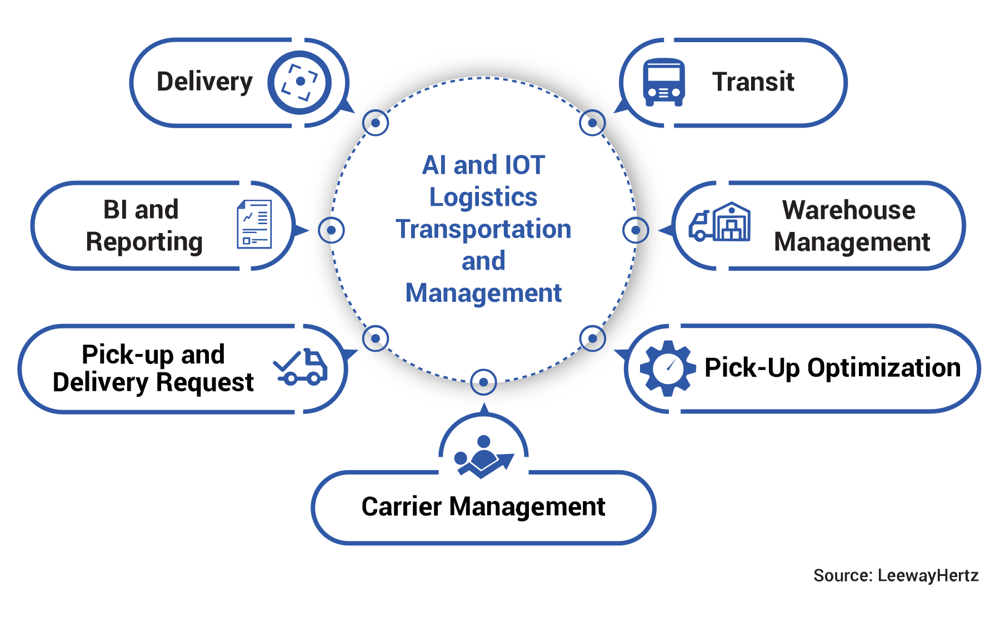 Delivery
Transit
AI and IOT
Logistics
Transportation
and
Management
BI and
Reporting
Warehouse
Management
Pick-up and
Delivery Request
Pick-Up Optimization
Carrier Management
Source: LeewayHertz